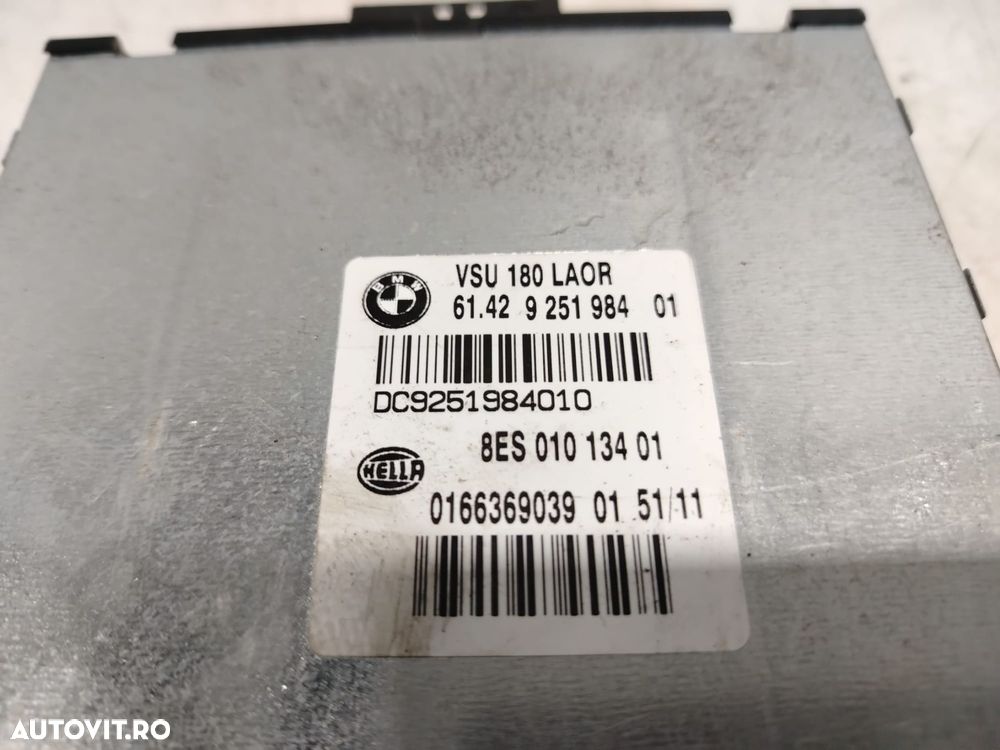 BMW
VSU 180 LAOR
61.42 9 251 984 01
DC9251984010
8ES 010 134 01
HELLA
0166369039 01 51/11
AUTOVIT.RO